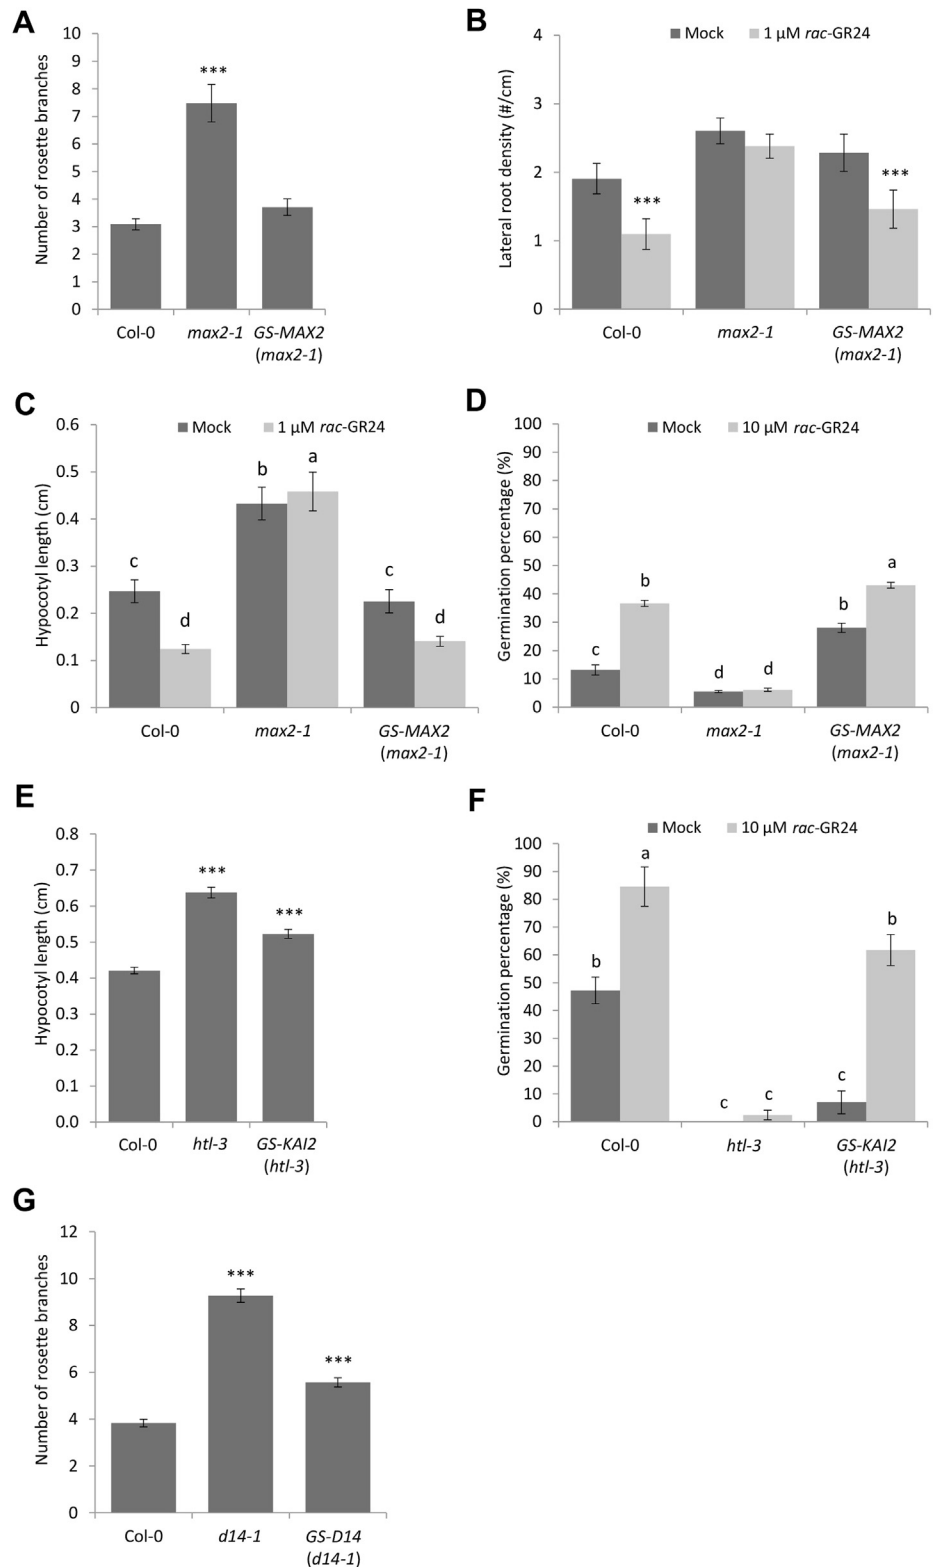 A
Number of rosette branches
10
9
8
7
6
5
4
3
2
1
0
***
Col-0
max2-1
GS-MAX2
(max2-1)
B
Mock
1 µM rac-GR24
Lateral root density (#/cm)
4
3
2
1
0
***
***
Col-0
max2-1
GS-MAX2
(max2-1)
C
Mock
1 µM rac-GR24
Hypocotyl length (cm)
0.6
0.5
0.4
0.3
0.2
0.1
0
c
d
b
a
c
d
Col-0
max2-1
GS-MAX2
(max2-1)
D
Mock
10 µM rac-GR24
Germination percentage (%)
100
90
80
70
60
50
40
30
20
10
0
c
b
d
d
b
a
Col-0
max2-1
GS-MAX2
(max2-1)
E
Hypocotyl length (cm)
0.8
0.7
0.6
0.5
0.4
0.3
0.2
0.1
0.0
***
***
Col-0
htl-3
GS-KAI2
(htl-3)
F
Mock
10 µM rac-GR24
Germination percentage (%)
100
90
80
70
60
50
40
30
20
10
0
b
a
c
c
c
b
Col-0
htl-3
GS-KAI2
(htl-3)
G
Number of rosette branches
12
10
8
6
4
2
0
***
***
Col-0
d14-1
GS-D14
(d14-1)